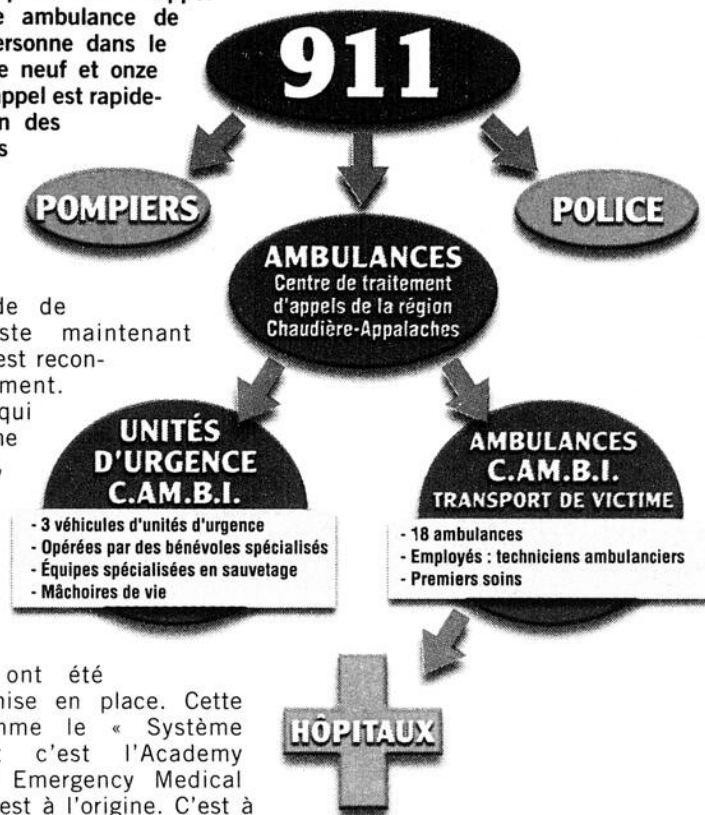 e ambulance de
ersonne dans le
e neuf et onze
appel est rapide-
n des
s
911
POMPIERS
POLICE
AMBULANCES
Centre de traitement
d'appels de la région
Chaudière-Appalaches
de de
ste maintenant
est recon-
ment.
qui
ne
UNITÉS
D'URGENCE
C.AM.B.I.
- 3 véhicules d'unités d'urgence
- Opérées par des bénévoles spécialisés
- Équipes spécialisées en sauvetage
- Mâchoires de vie
AMBULANCES
C.AM.B.I.
TRANSPORT DE VICTIME
- 18 ambulances
- Employés : techniciens ambulanciers
- Premiers soins
HÔPITAUX
ont été
mise en place. Cette
mme le « Système
c'est l'Academy
Emergency Medical
est à l'origine. C'est à